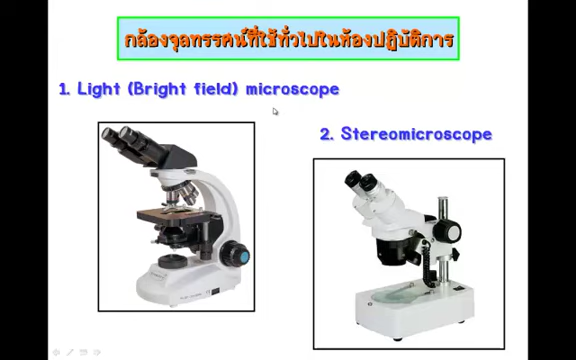 กล้องจุลทรรศน์ที่ใช้ทั่วไปในห้องปฏิบัติการ
1. Light (Bright field) microscope
2. Stereomicroscope